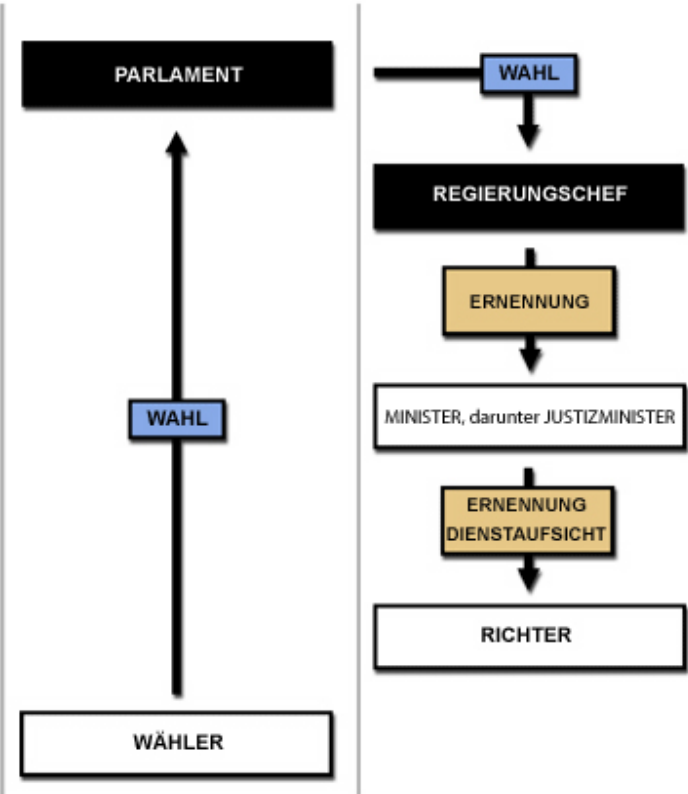 PARLAMENT
WAHL
WÄHLER
WAHL
REGIERUNGSCHEF
ERNENNUNG
MINISTER, darunter JUSTIZMINISTER
ERNENNUNG
DIENSTAUFSICHT
RICHTER